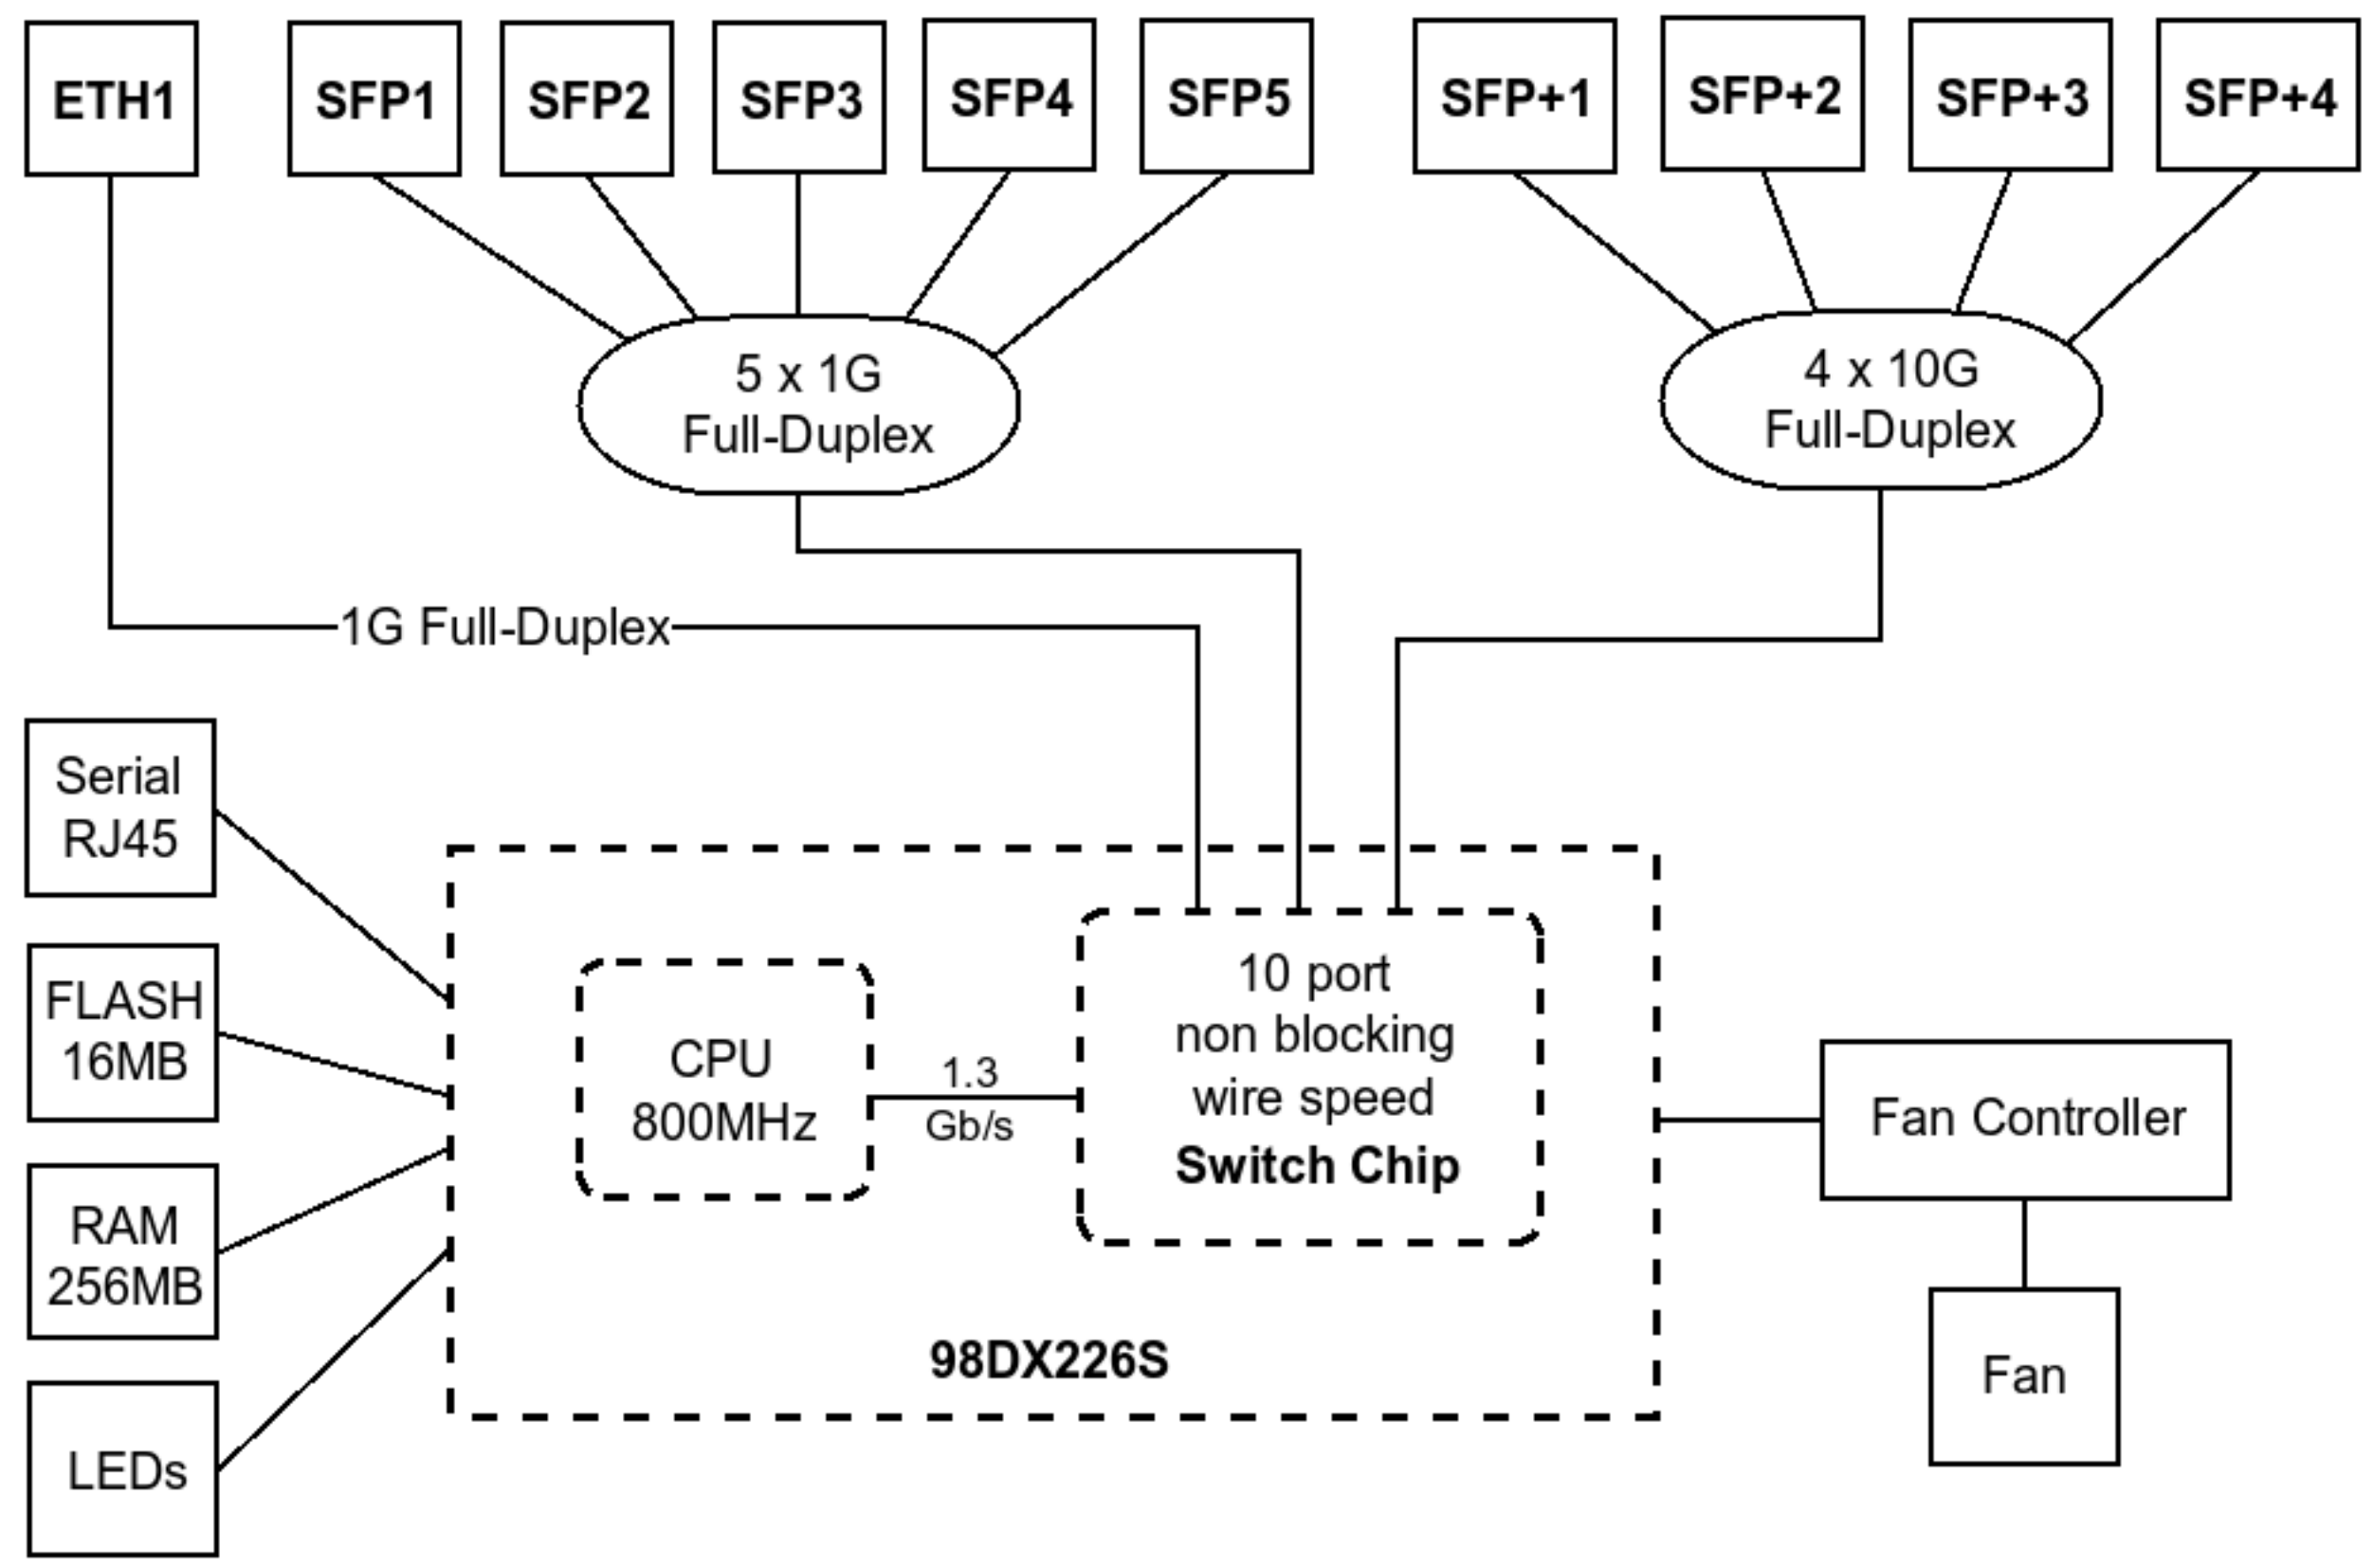 ETH1
SFP1
SFP2
SFP3
SFP4
SFP5
SFP+1
SFP+2
SFP+3
SFP+4
5 x 1G
Full-Duplex
4 x 10G
Full-Duplex
1G Full-Duplex
Serial
RJ45
FLASH
16MB
RAM
256MB
LEDs
CPU
800MHz
1.3
Gb/s
10 port
non blocking
wire speed
Switch Chip
98DX226S
Fan Controller
Fan